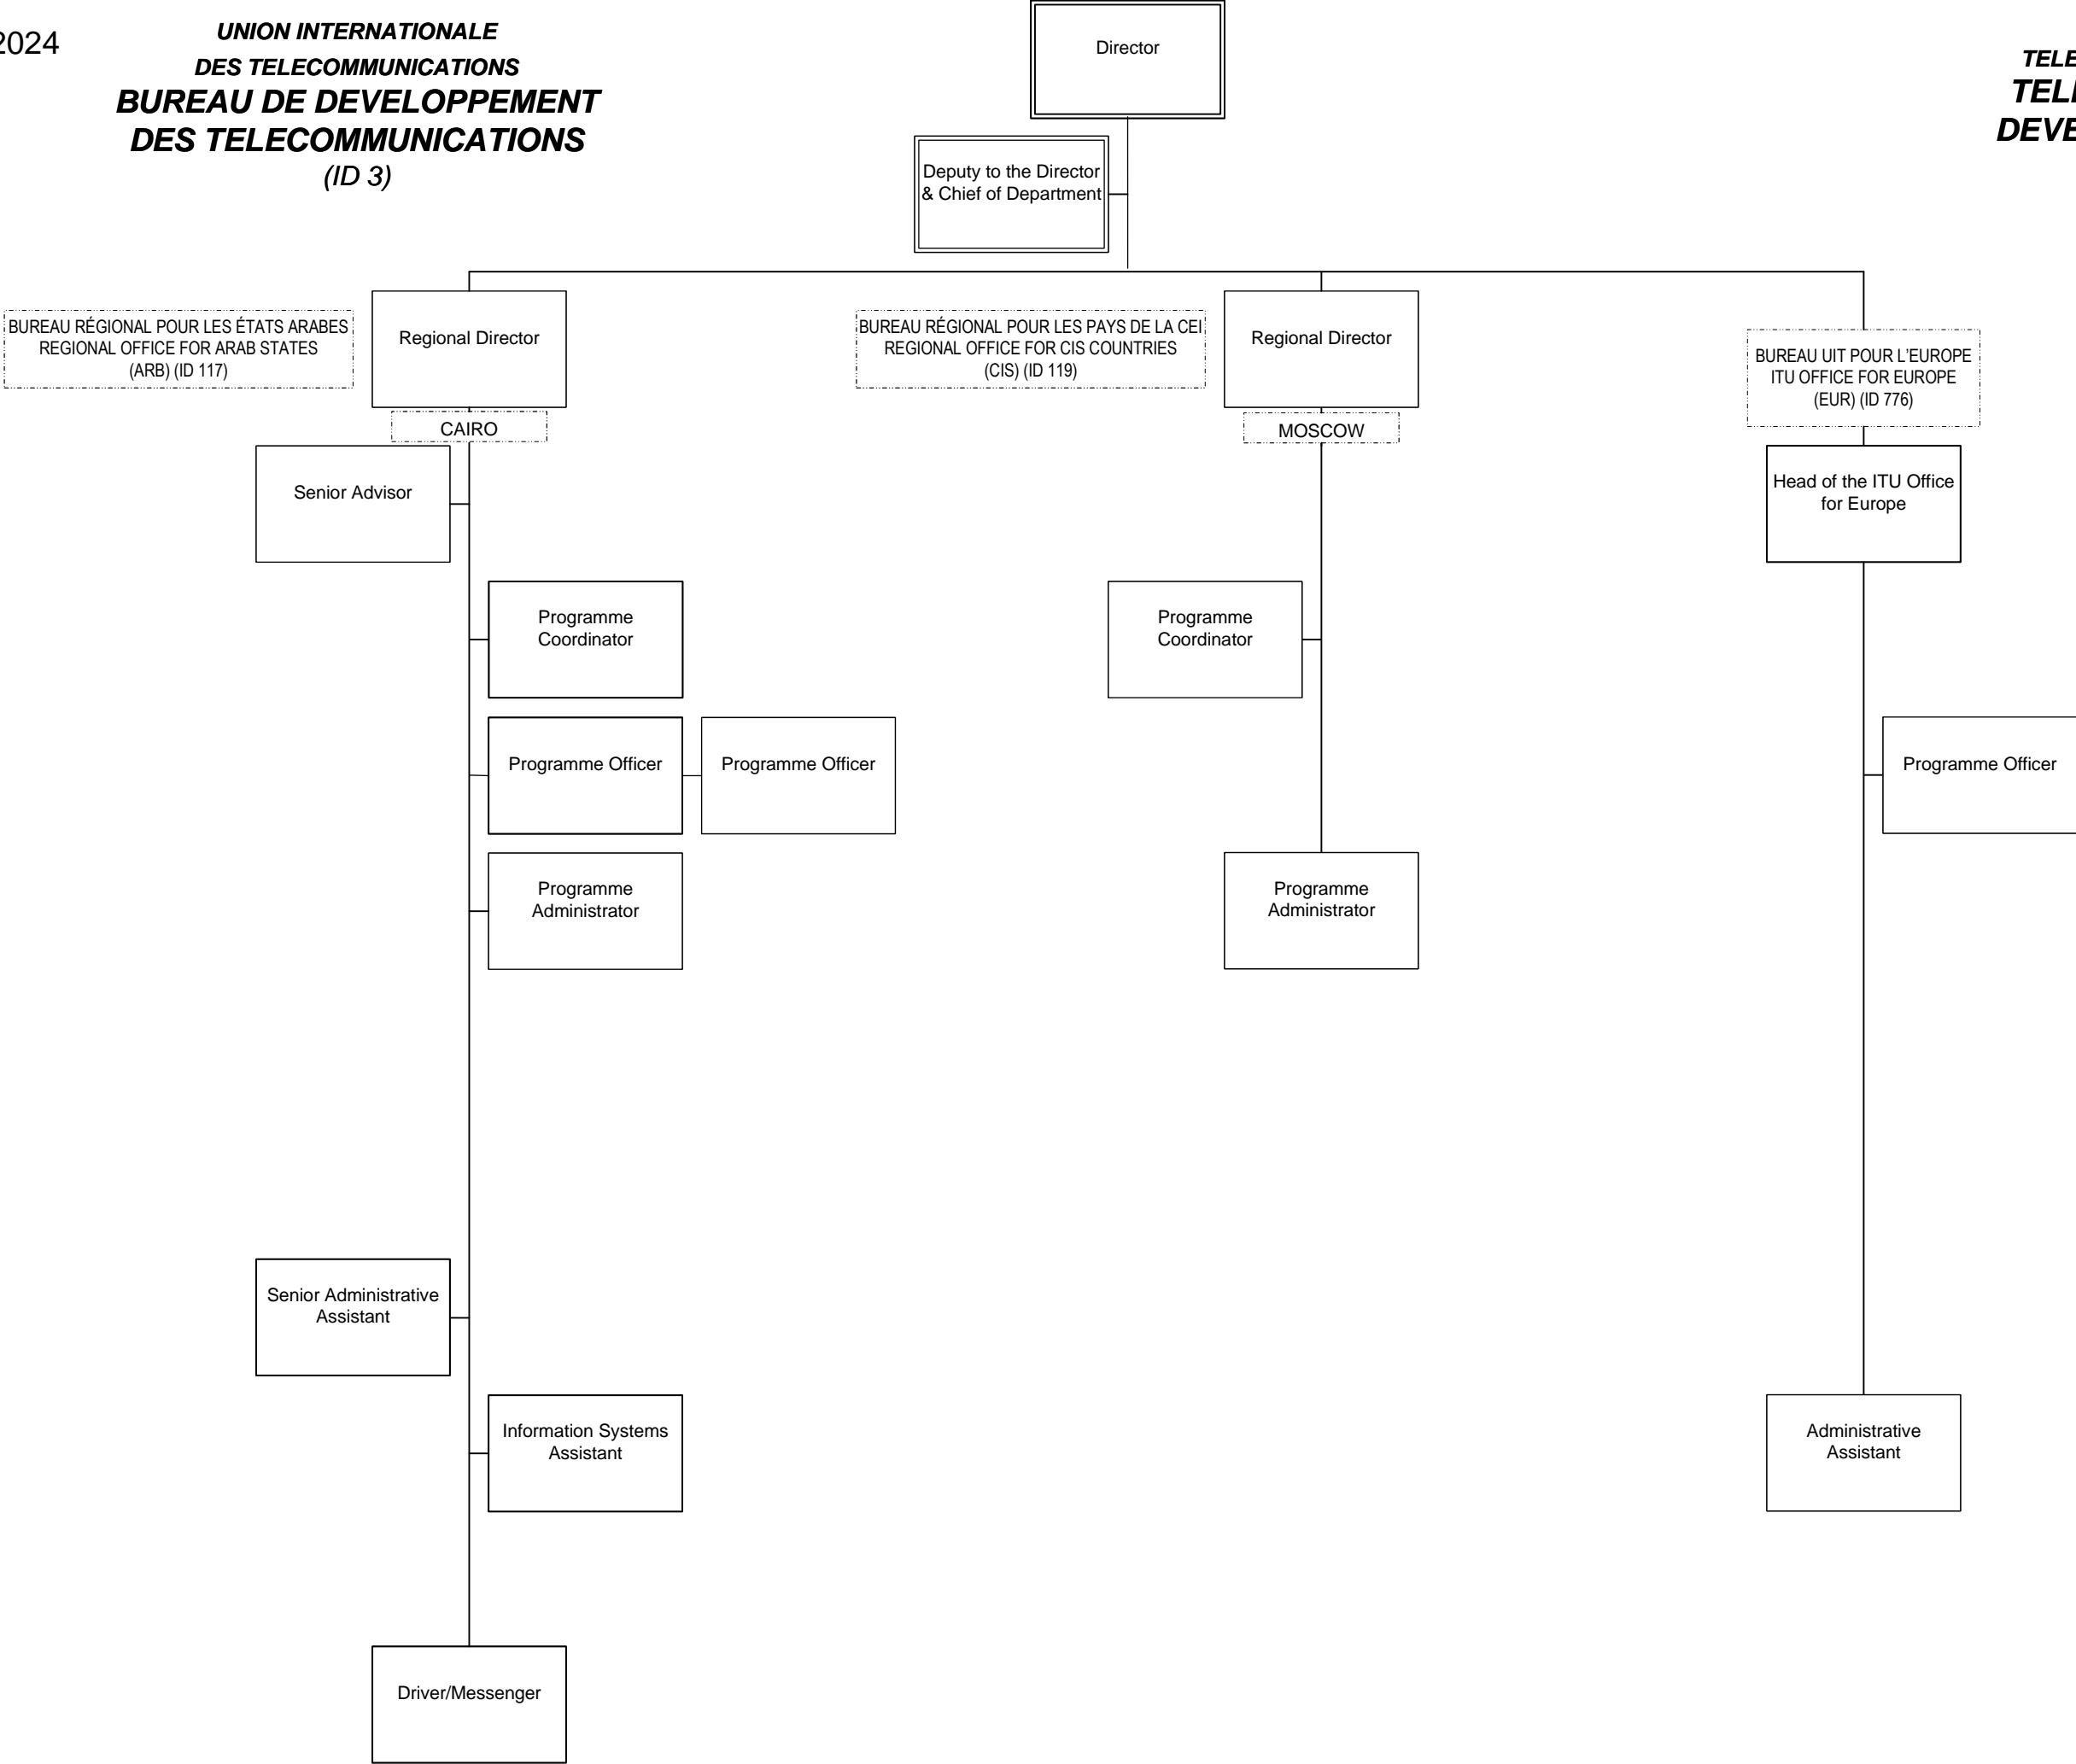 2024
UNION INTERNATIONALE
DES TELECOMMUNICATIONS
BUREAU DE DEVELOPPEMENT
DES TELECOMMUNICATIONS
(ID 3)
Director
Deputy to the Director
& Chief of Department
BUREAU RÉGIONAL POUR LES ÉTATS ARABES
REGIONAL OFFICE FOR ARAB STATES
(ARB) (ID 117)
Regional Director
CAIRO
BUREAU RÉGIONAL POUR LES PAYS DE LA CEI
REGIONAL OFFICE FOR CIS COUNTRIES
(CIS) (ID 119)
Regional Director
MOSCOW
BUREAU UIT POUR L'EUROPE
ITU OFFICE FOR EUROPE
(EUR) (ID 776)
Senior Advisor
Head of the ITU Office
for Europe
Programme
Coordinator
Programme
Coordinator
Programme Officer
Programme Officer
Programme Officer
Programme
Administrator
Programme
Administrator
Senior Administrative
Assistant
Information Systems
Assistant
Administrative
Assistant
Driver/Messenger